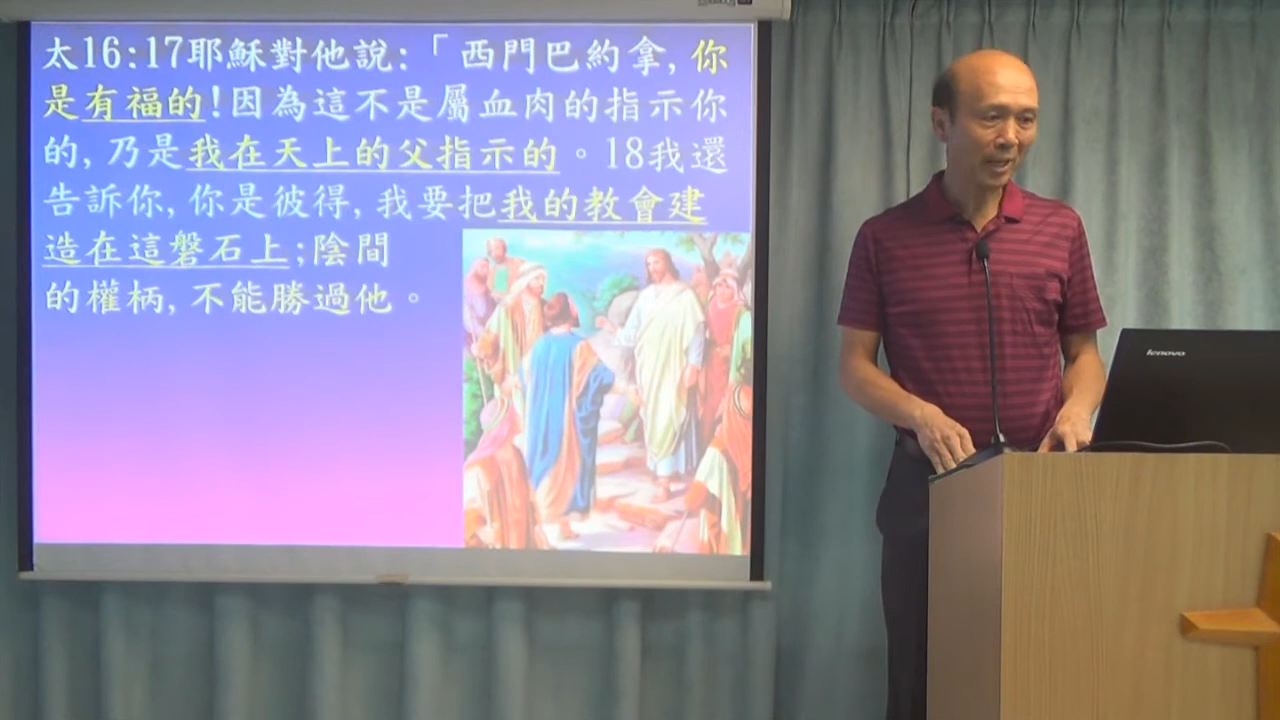 太16:17耶穌對他說:「西門巴約拿,你
是有福的!因為這不是屬血肉的指示你
的,乃是我在天上的父指示的。18我還
告訴你,你是彼得,我要把我的教會建
造在這磐石上;陰間
的權柄,不能勝過他。
lenovo